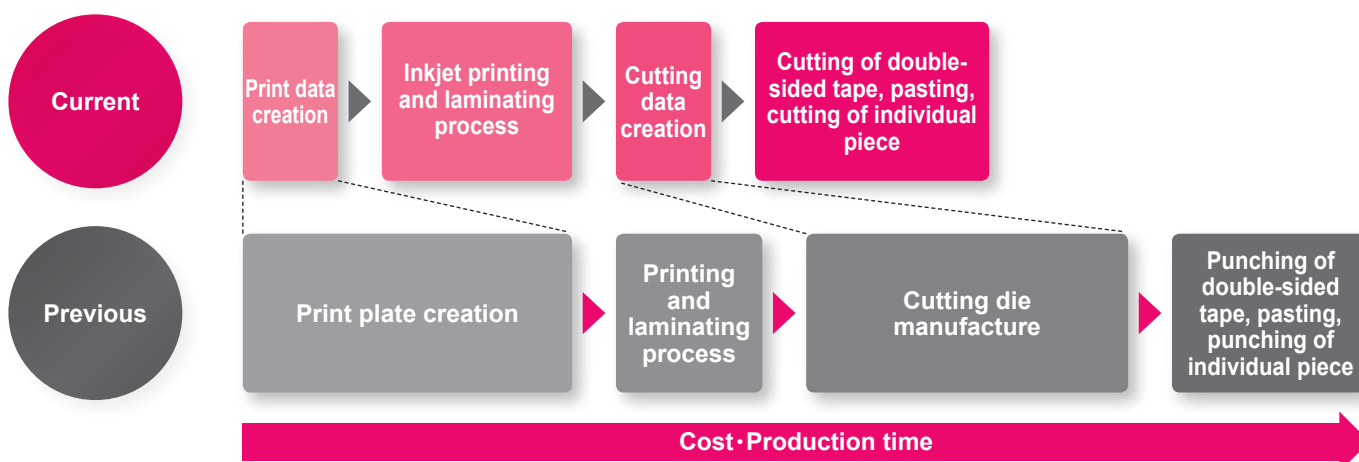 Current
Print data
creation
Inkjet printing
and laminating
process
Cutting
data
creation
Cutting of double-
sided tape, pasting,
cutting of individual
piece
Previous
Print plate creation
Printing
and
laminating
process
Cutting die
manufacture
Punching of
double-sided
tape, pasting,
punching of
individual piece
Cost・Production time